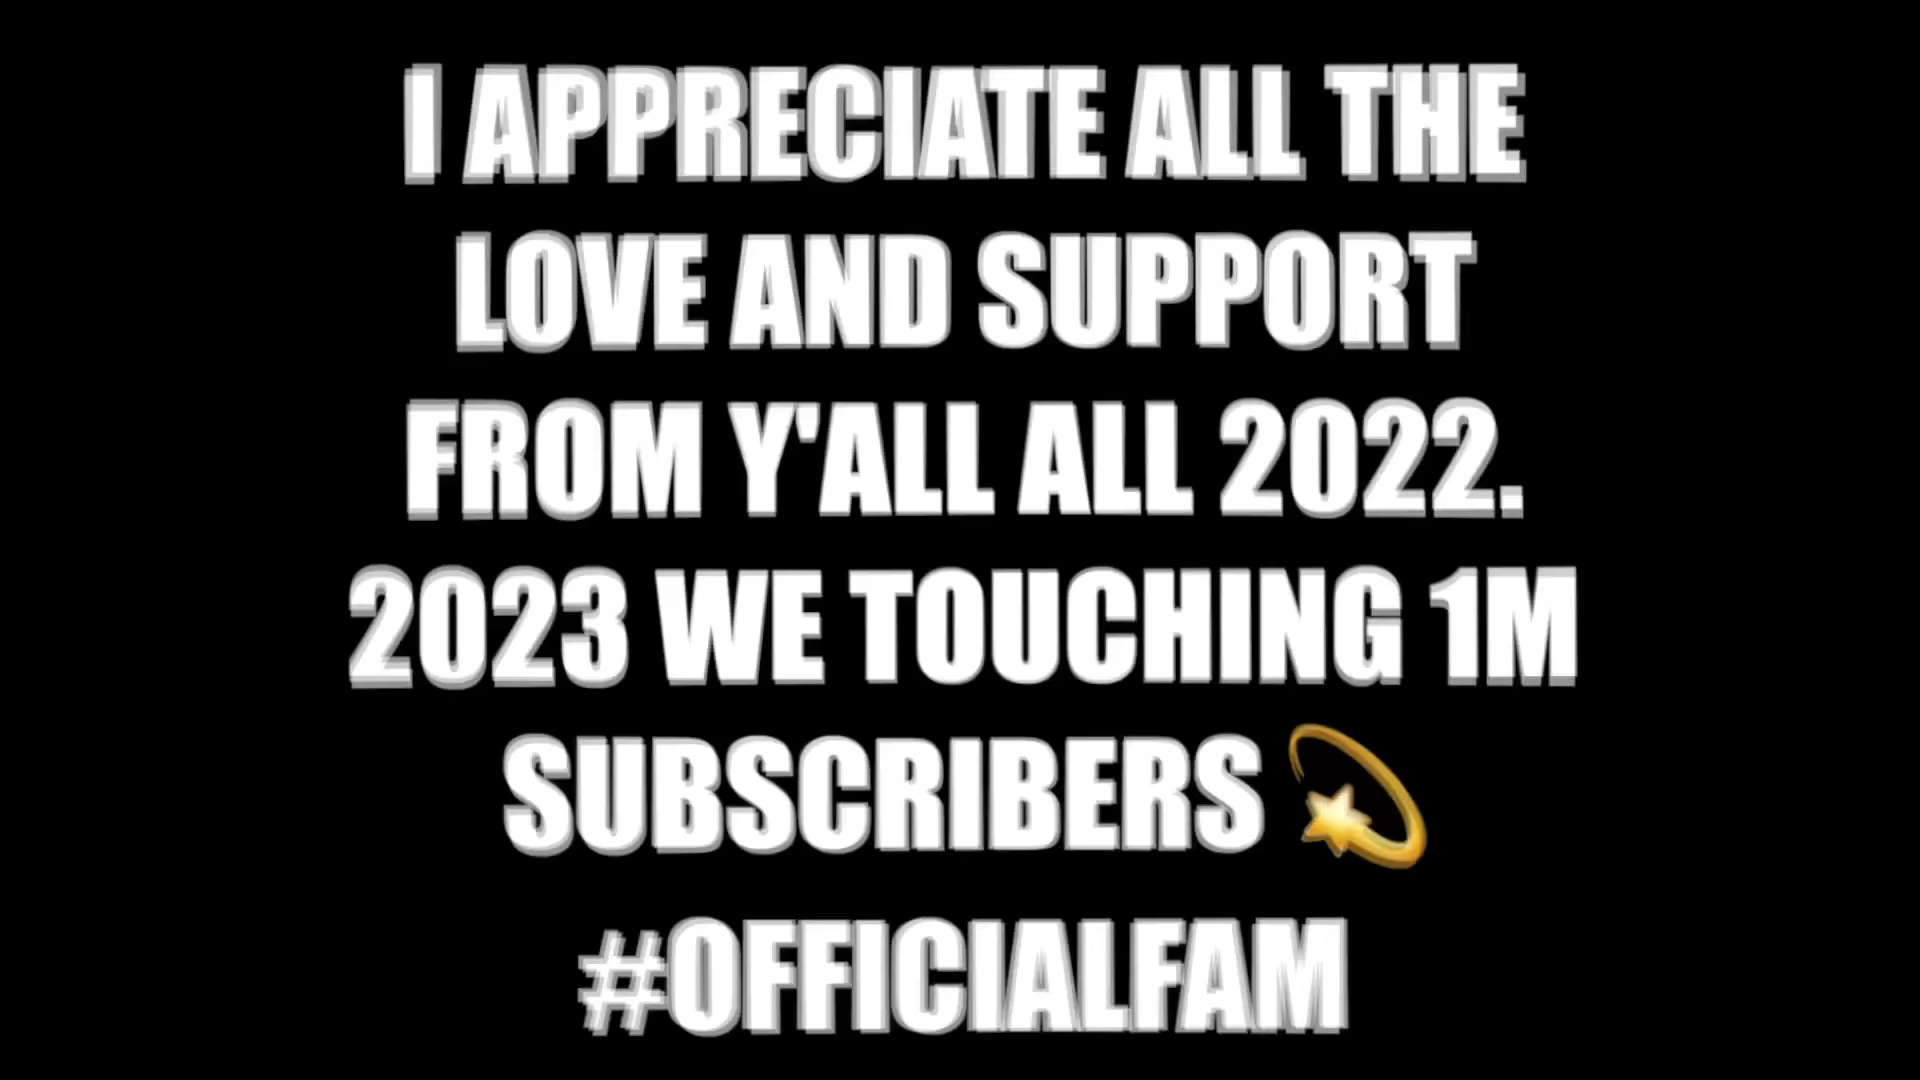 I APPRECIATE ALL THE
LOVE AND SUPPORT
FROM Y'ALL ALL 2022.
2023 WE TOUCHING 1M
SUBSCRIBERS 💫
#OFFICIALFAM